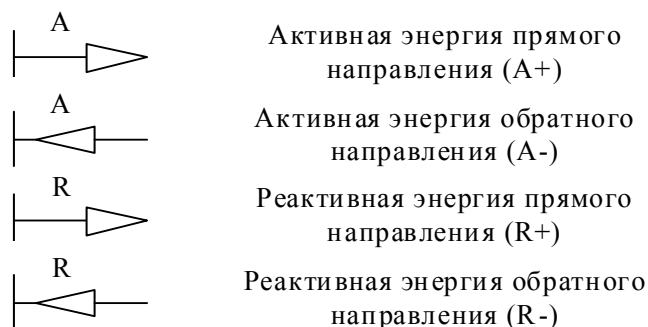 A
Активная энергия прямого
направления (A+)
A
Активная энергия обратного
направления (A-)
R
Реактивная энергия прямого
направления (R+)
R
Реактивная энергия обратного
направления (R-)